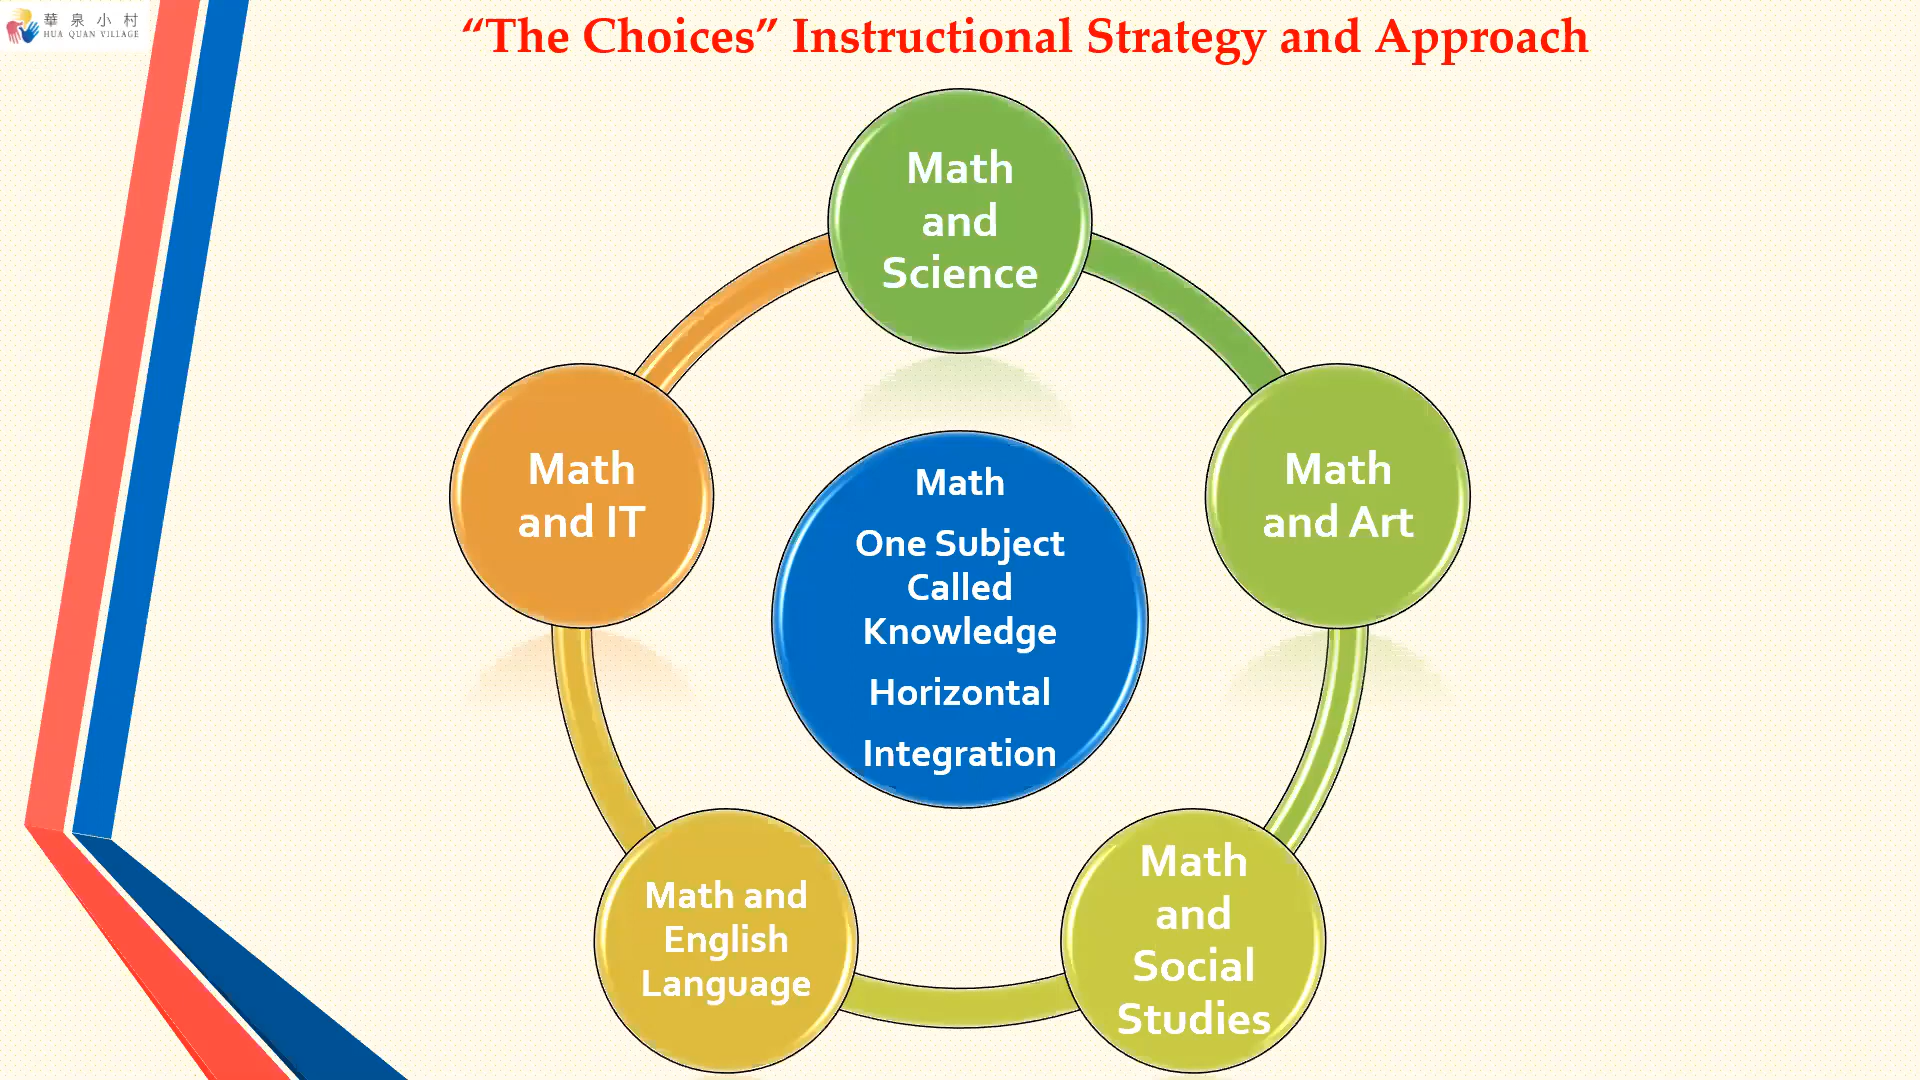 華泉小村
HUA QUAN VILLAGE
“The Choices” Instructional Strategy and Approach
Math
and
Science
Math
and IT
Math
and Art
Math
One Subject
Called
Knowledge
Horizontal
Integration
Math and
English
Language
Math
and
Social
Studies